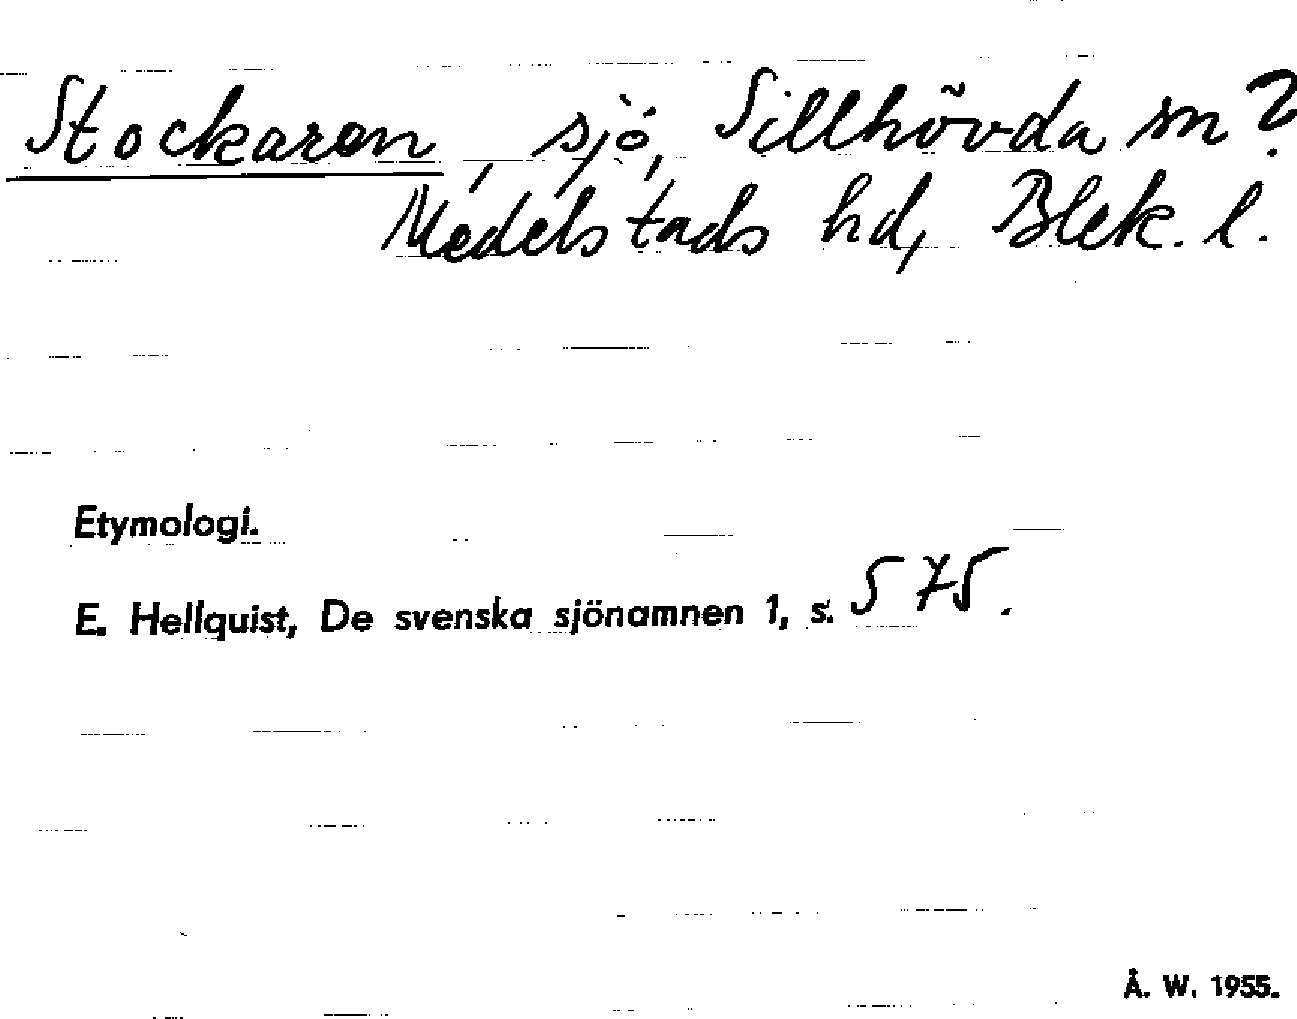 Stockaren, sjö, Sillhövda sn?
Medelstads hd, Blek. l.
Etymologi.
E. Hellquist, De svenska sjönamnen 1, s. 575.
Å. W. 1955.